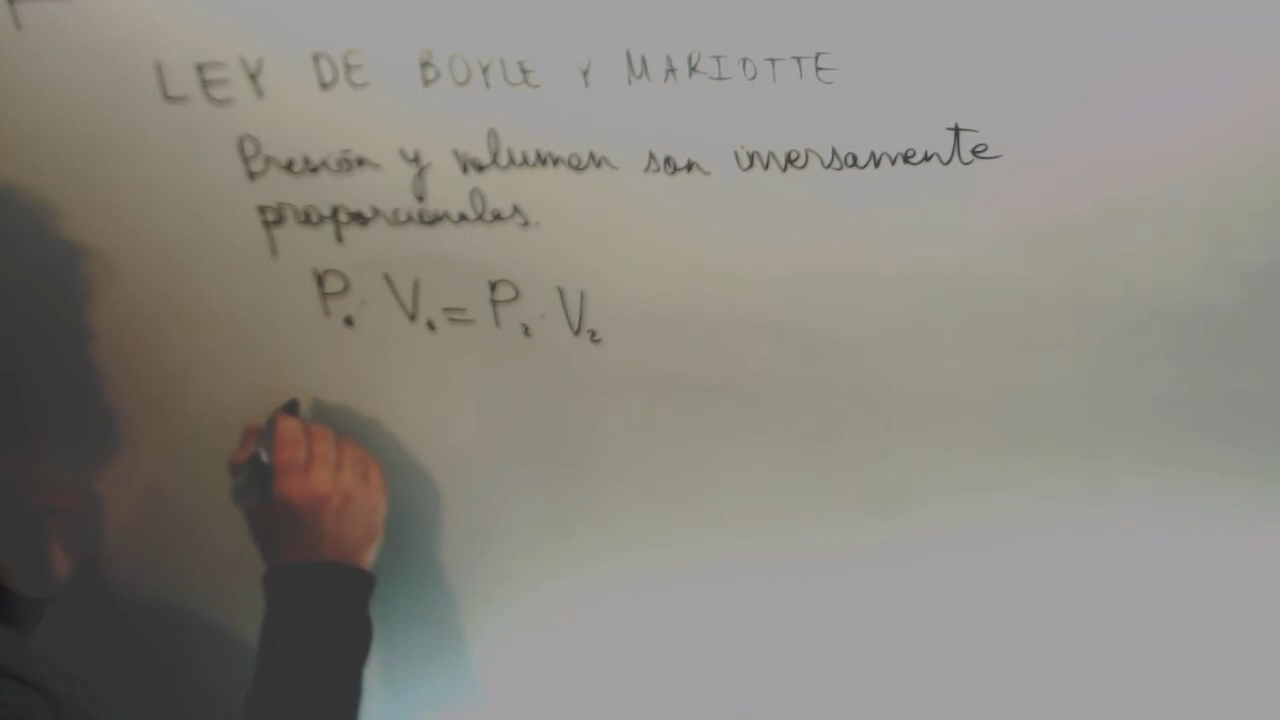 LEY DE BOYLE Y MARIOTTE
Presión y volumen son inversamente
proporcionales.
P₁ · V₁ = P₂ · V₂